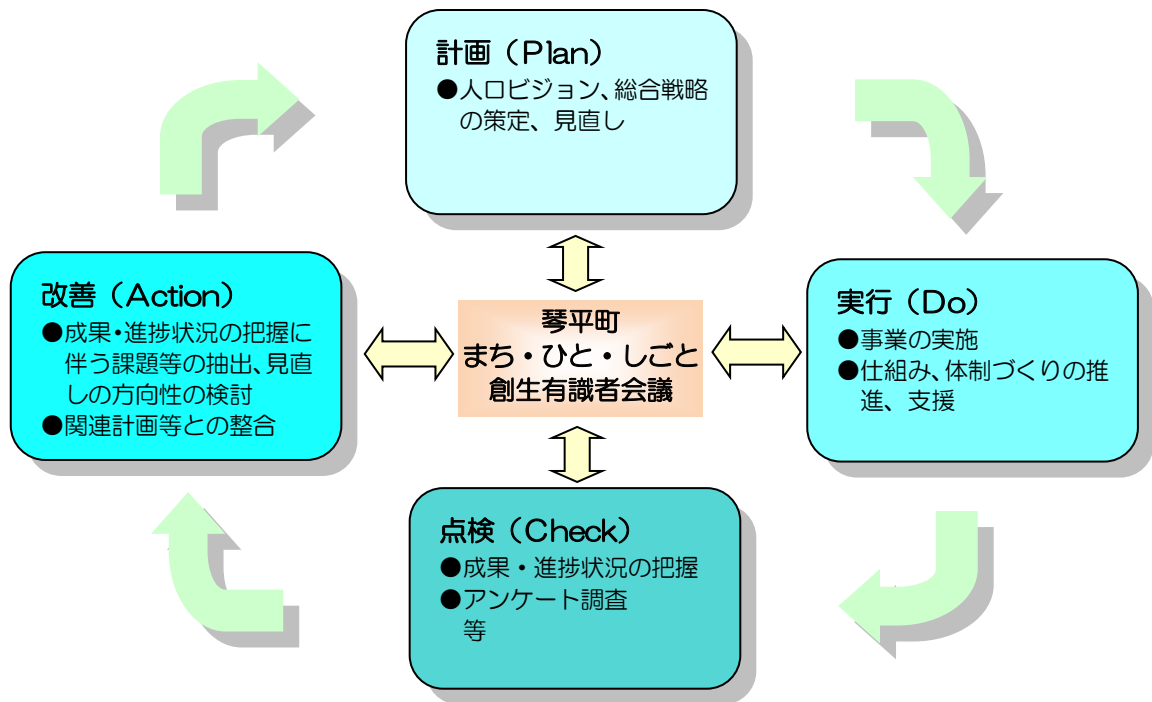 計画（Plan）
●人口ビジョン、総合戦略
の策定、見直し
改善（Action）
●成果・進捗状況の把握に
伴う課題等の抽出、見直
しの方向性の検討
●関連計画等との整合
琴平町
まち・ひと・しごと
創生有識者会議
実行（Do）
●事業の実施
●仕組み、体制づくりの推
進、支援
点検（Check）
●成果・進捗状況の把握
●アンケート調査
等